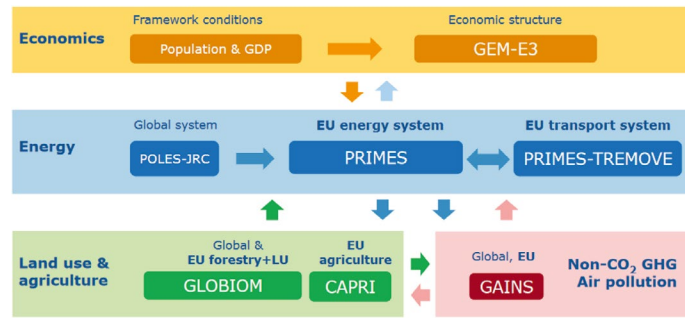 Framework conditions
Economic structure
Economics
Population & GDP
GEM-E3
Global system
EU energy system
EU transport system
Energy
POLES-JRC
PRIMES
PRIMES-TREMOVE
Global &
EU forestry+LU
EU
agriculture
Land use &
agriculture
GLOBIOM
CAPRI
Global, EU
GAINS
Non-CO₂ GHG
Air pollution